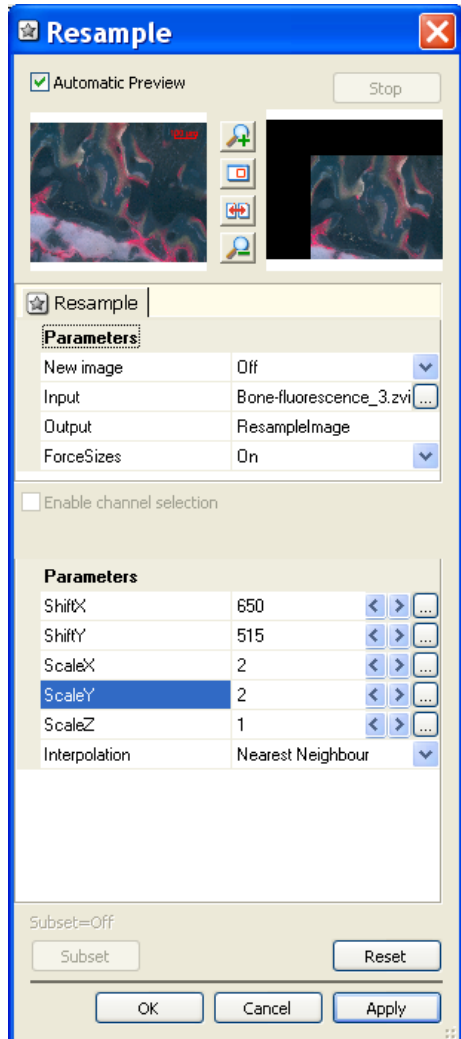 Resample
Automatic Preview
Stop
Resample
Parameters
New image Off
Input Bone-fluorescence_3.zvi ...
Output ResampleImage
ForceSizes On
Enable channel selection
Parameters
ShiftX 650 < > ...
ShiftY 515 < > ...
ScaleX 2 < > ...
ScaleY 2 < > ...
ScaleZ 1 < > ...
Interpolation Nearest Neighbour
Subset=Off
Subset Reset
OK Cancel Apply